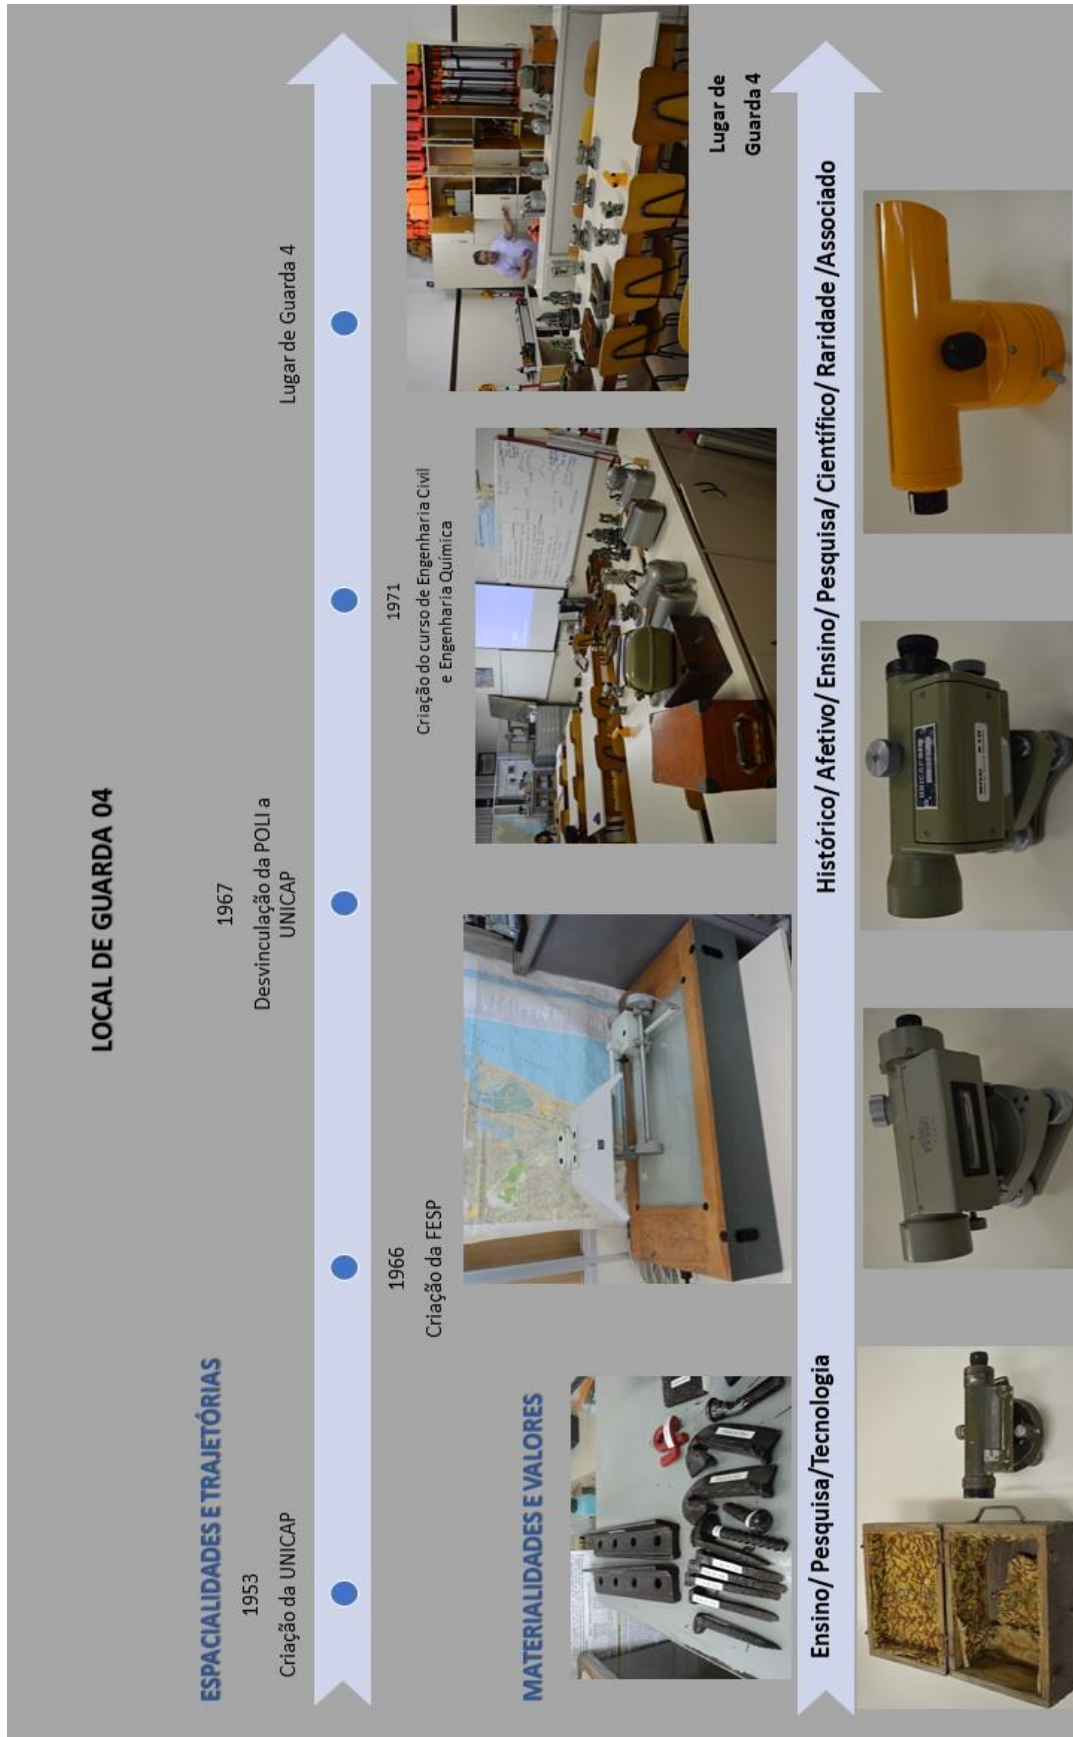 LOCAL DE GUARDA 04
ESPACIALIDADES E TRAJETÓRIAS
1953
Criação da UNICAP
1967
Desvinculação da POLI a
UNICAP
Lugar de Guarda 4
1966
Criação da FESP
1971
Criação do curso de Engenharia Civil
e Engenharia Química
MATERIALIDADES E VALORES
Lugar de
Guarda 4
Ensino/ Pesquisa/Tecnologia
Histórico/ Afetivo/ Ensino/ Pesquisa/ Científico/ Raridade /Associado